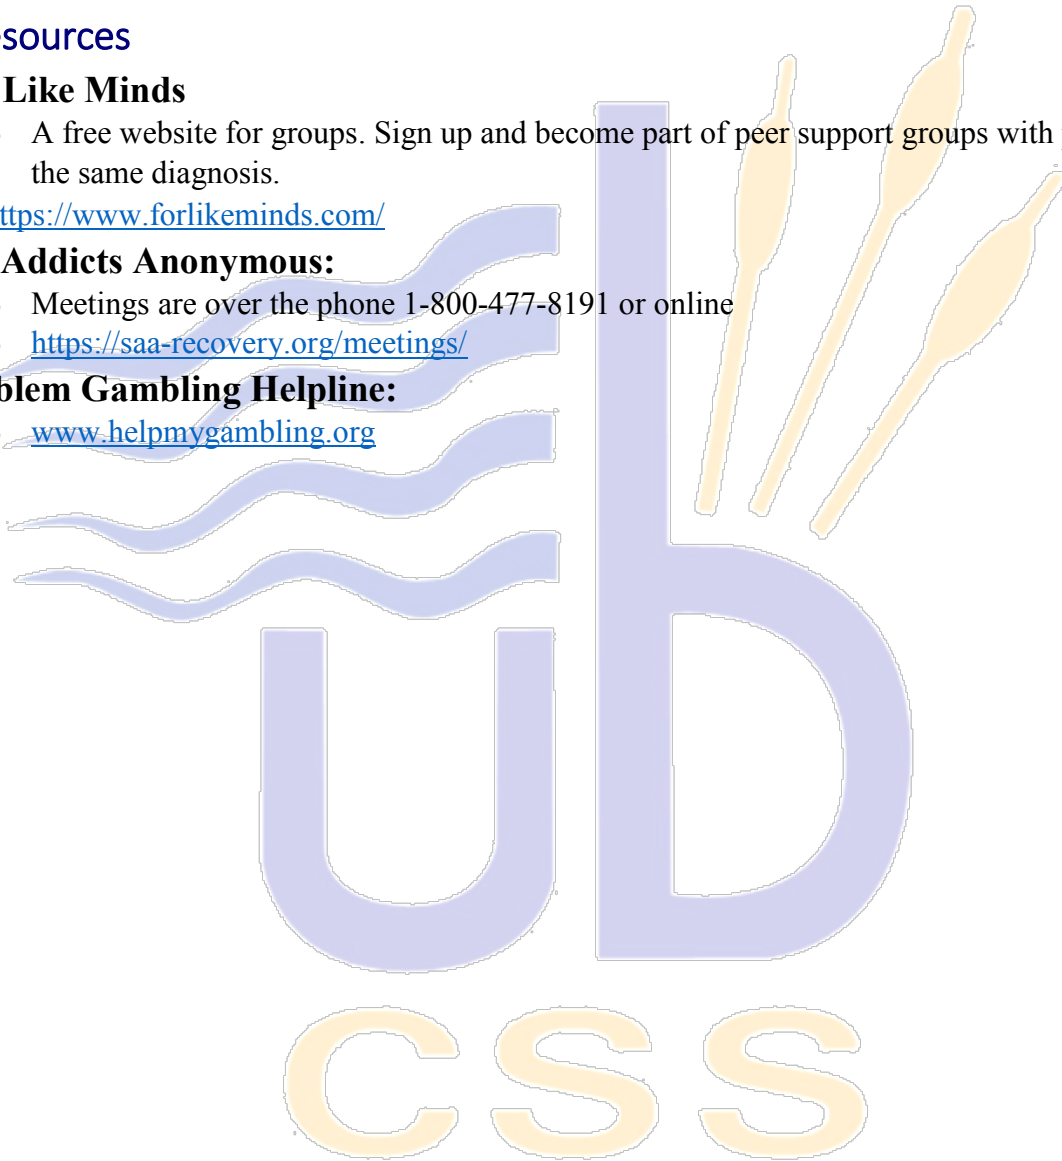 sources
Like Minds
A free website for groups. Sign up and become part of peer support groups with
the same diagnosis.
ttps://www.forlikeminds.com/
Addicts Anonymous:
Meetings are over the phone 1-800-477-8191 or online
https://saa-recovery.org/meetings/
blem Gambling Helpline:
www.helpmygambling.org
ub
CSS